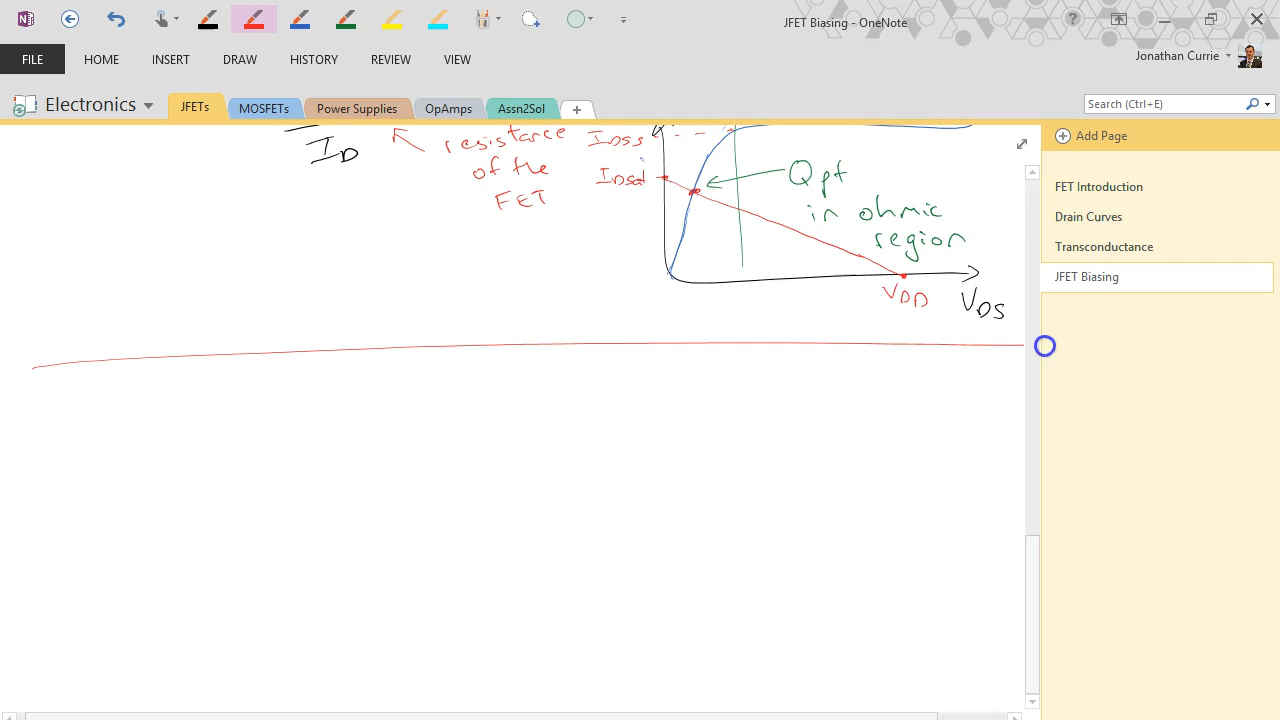 JFET Biasing - OneNote
FILE HOME INSERT DRAW HISTORY REVIEW VIEW
Jonathan Currie
Electronics
JFETs MOSFETS Power Supplies OpAmps Assn2Sol
Search (Ctrl+E)
Add Page
FET Introduction
Drain Curves
Transconductance
JFET Biasing
ID
resistance
of the
FET
IDSS
IDSat
Qpt
in ohmic
region
VDD
VDS